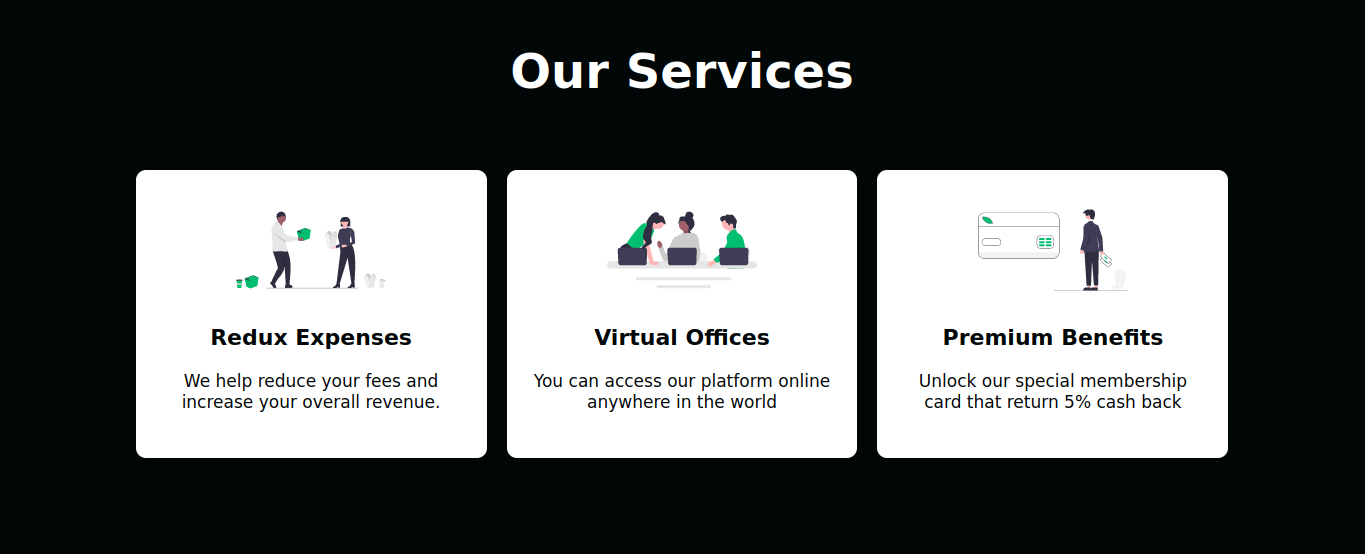 Our Services
Redux Expenses
We help reduce your fees and
increase your overall revenue.
Virtual Offices
You can access our platform online
anywhere in the world
Premium Benefits
Unlock our special membership
card that return 5% cash back